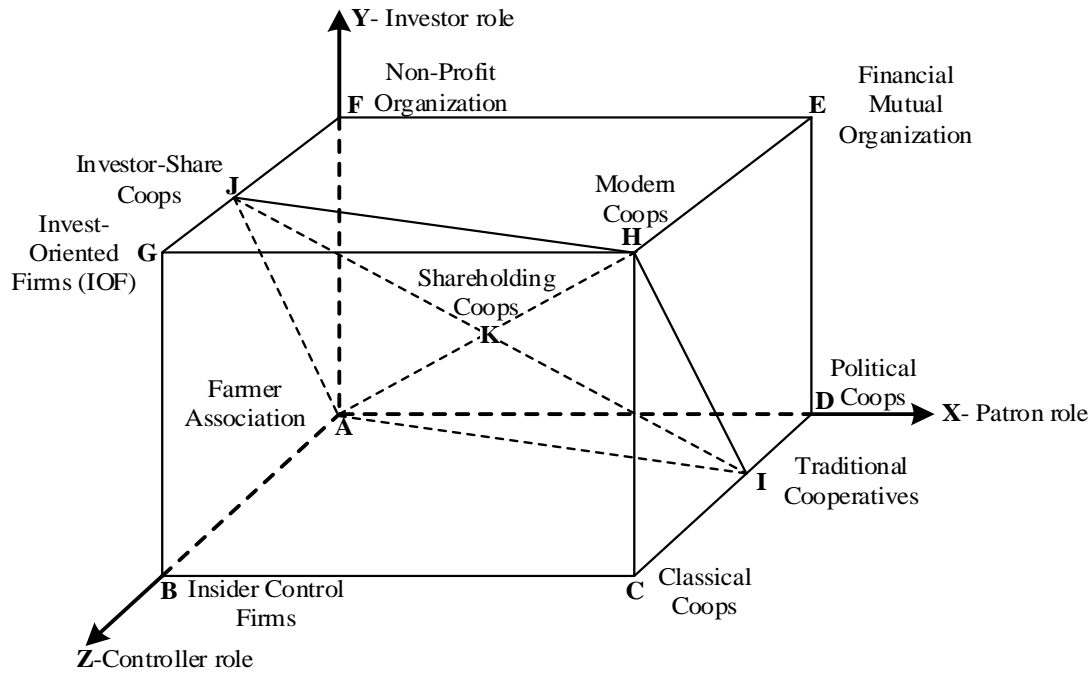 Y- Investor role
Non-Profit
Organization
F
Financial
Mutual
Organization
E
Investor-Share
Coops
J
Modern
Coops
H
Invest-
Oriented
Firms (IOF)
G
Shareholding
Coops
K
Political
Coops
D
X- Patron role
Farmer
Association
A
I
Traditional
Cooperatives
B
Insider Control
Firms
C
Classical
Coops
Z-Controller role